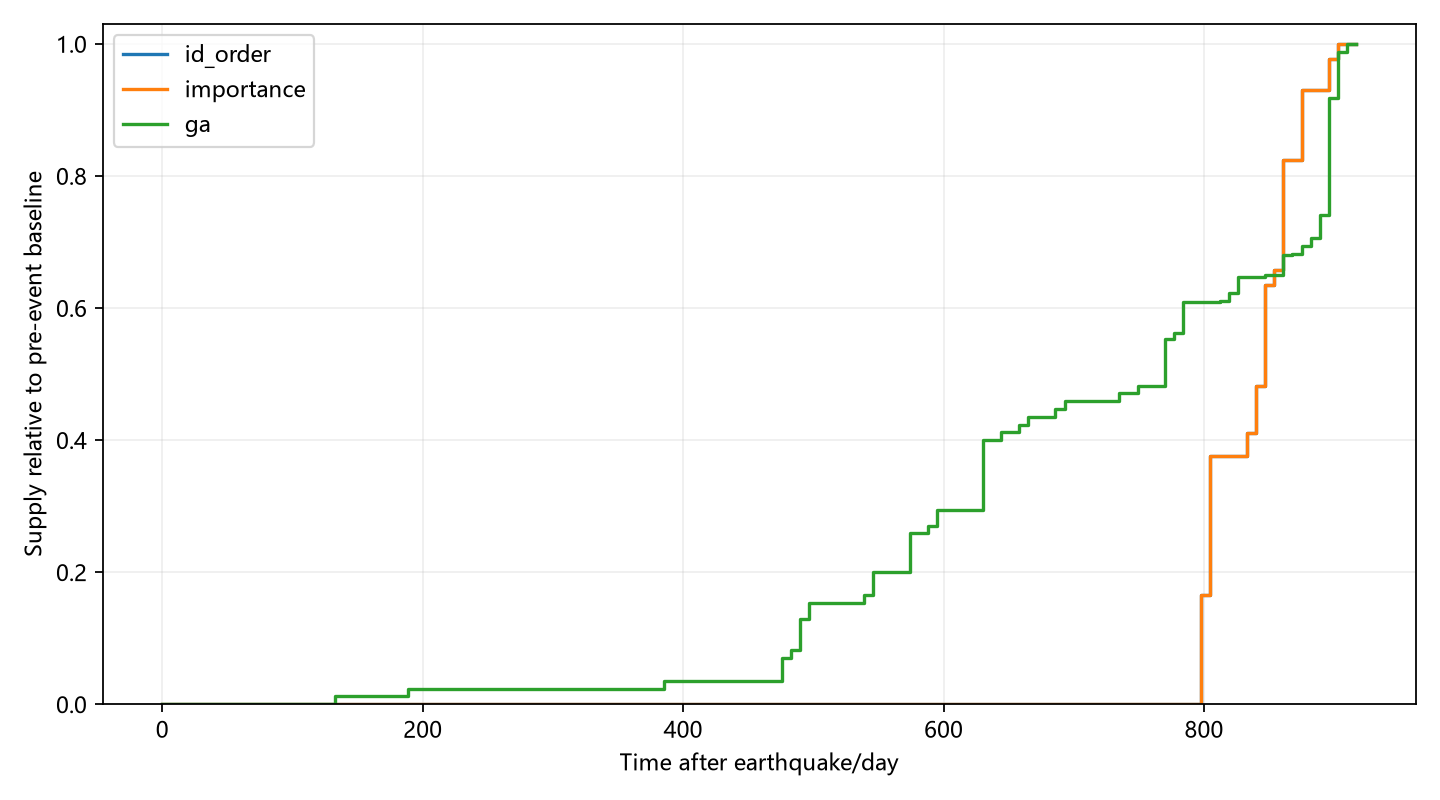 id_order
importance
ga
Supply relative to pre-event baseline
1.0
0.8
0.6
0.4
0.2
0.0
0 200 400 600 800
Time after earthquake/day